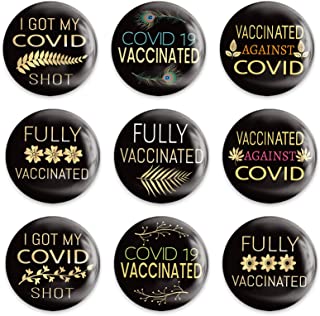 I GOT MY
COVID
SHOT
COVID 19
VACCINATED
VACCINATED
AGAINST
COVID
FULLY
VACCINATED
FULLY
VACCINATED
VACCINATED
AGAINST
COVID
I GOT MY
COVID
SHOT
COVID 19
VACCINATED
FULLY
VACCINATED